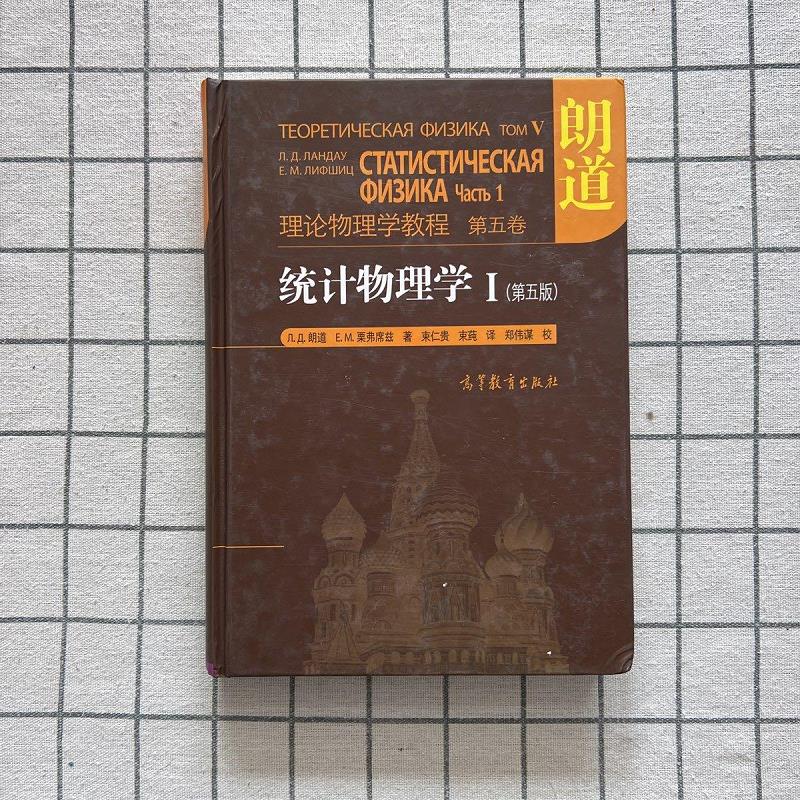 ТЕОРЕТИЧЕСКАЯ ФИЗИКА ТОМ V
朗道
Л. Д. ЛАНДАУ
Е. М. ЛИФШИЦ
СТАТИСТИЧЕСКАЯ
ФИЗИКА Часть 1
理论物理学教程 第五卷
统计物理学 I (第五版)
Л. Д. 朗道 Е. М. 栗弗席兹 著 束仁贵 束莼 译 郑伟谋 校
高等教育出版社